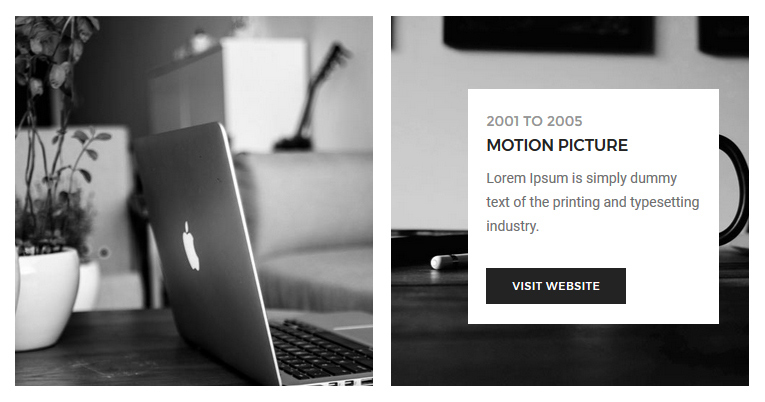 2001 TO 2005
MOTION PICTURE
Lorem Ipsum is simply dummy
text of the printing and typesetting
industry.
VISIT WEBSITE